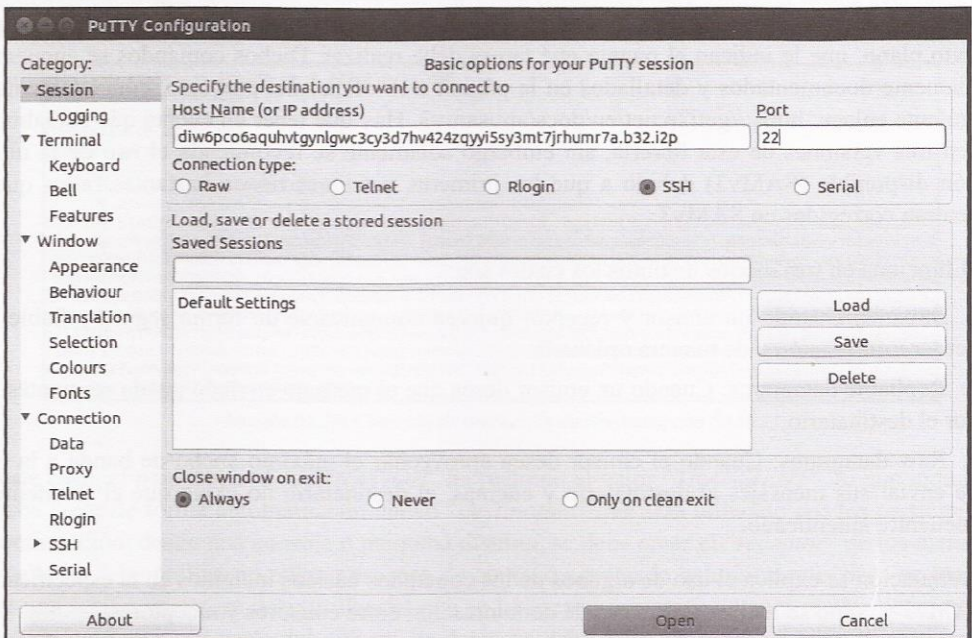 PuTTY Configuration
Category:
Basic options for your PuTTY session
Session
Logging
Terminal
Keyboard
Bell
Features
Window
Appearance
Behaviour
Translation
Selection
Colours
Fonts
Connection
Data
Proxy
Telnet
Rlogin
SSH
Serial
Specify the destination you want to connect to
Host Name (or IP address)
Port
diw6pco6aquhvtgynlgwc3cy3d7hv424zqyyi5sy3mt7jrhumr7a.b32.i2p
22
Connection type:
Raw
Telnet
Rlogin
SSH
Serial
Load, save or delete a stored session
Saved Sessions
Default Settings
Load
Save
Delete
Close window on exit:
Always
Never
Only on clean exit
About
Open
Cancel